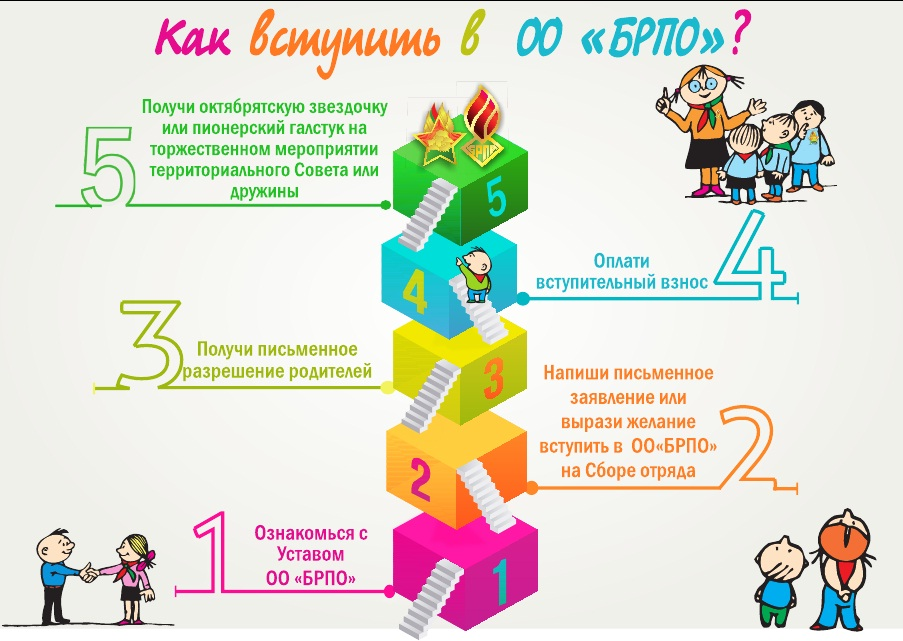 Как вступить в ОО «БРПО»?
Получи октябрятскую звездочку
или пионерский галстук на
торжественном мероприятии
территориального Совета или
дружины
5
БРПО
5
4
Оплати
вступительный взнос
4
3
Получи письменное
разрешение родителей
3
Напиши письменное
заявление или
вырази желание
вступить в ОО«БРПО»
на Сборе отряда
2
2
1
Ознакомься с
Уставом
ОО «БРПО»
1